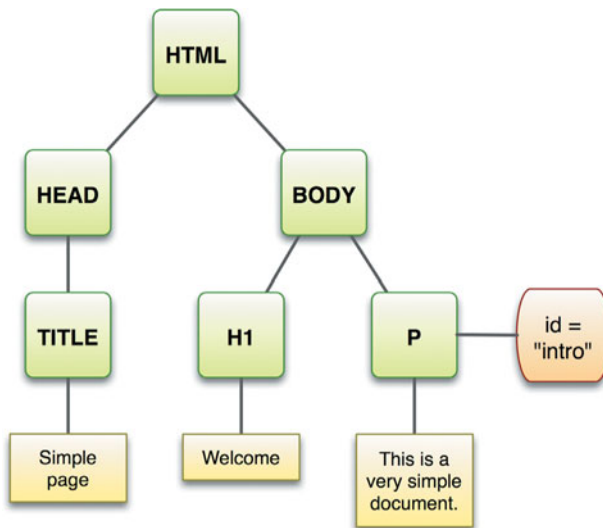 HTML
HEAD
BODY
TITLE
H1
P
id =
"intro"
Simple
page
Welcome
This is a
very simple
document.